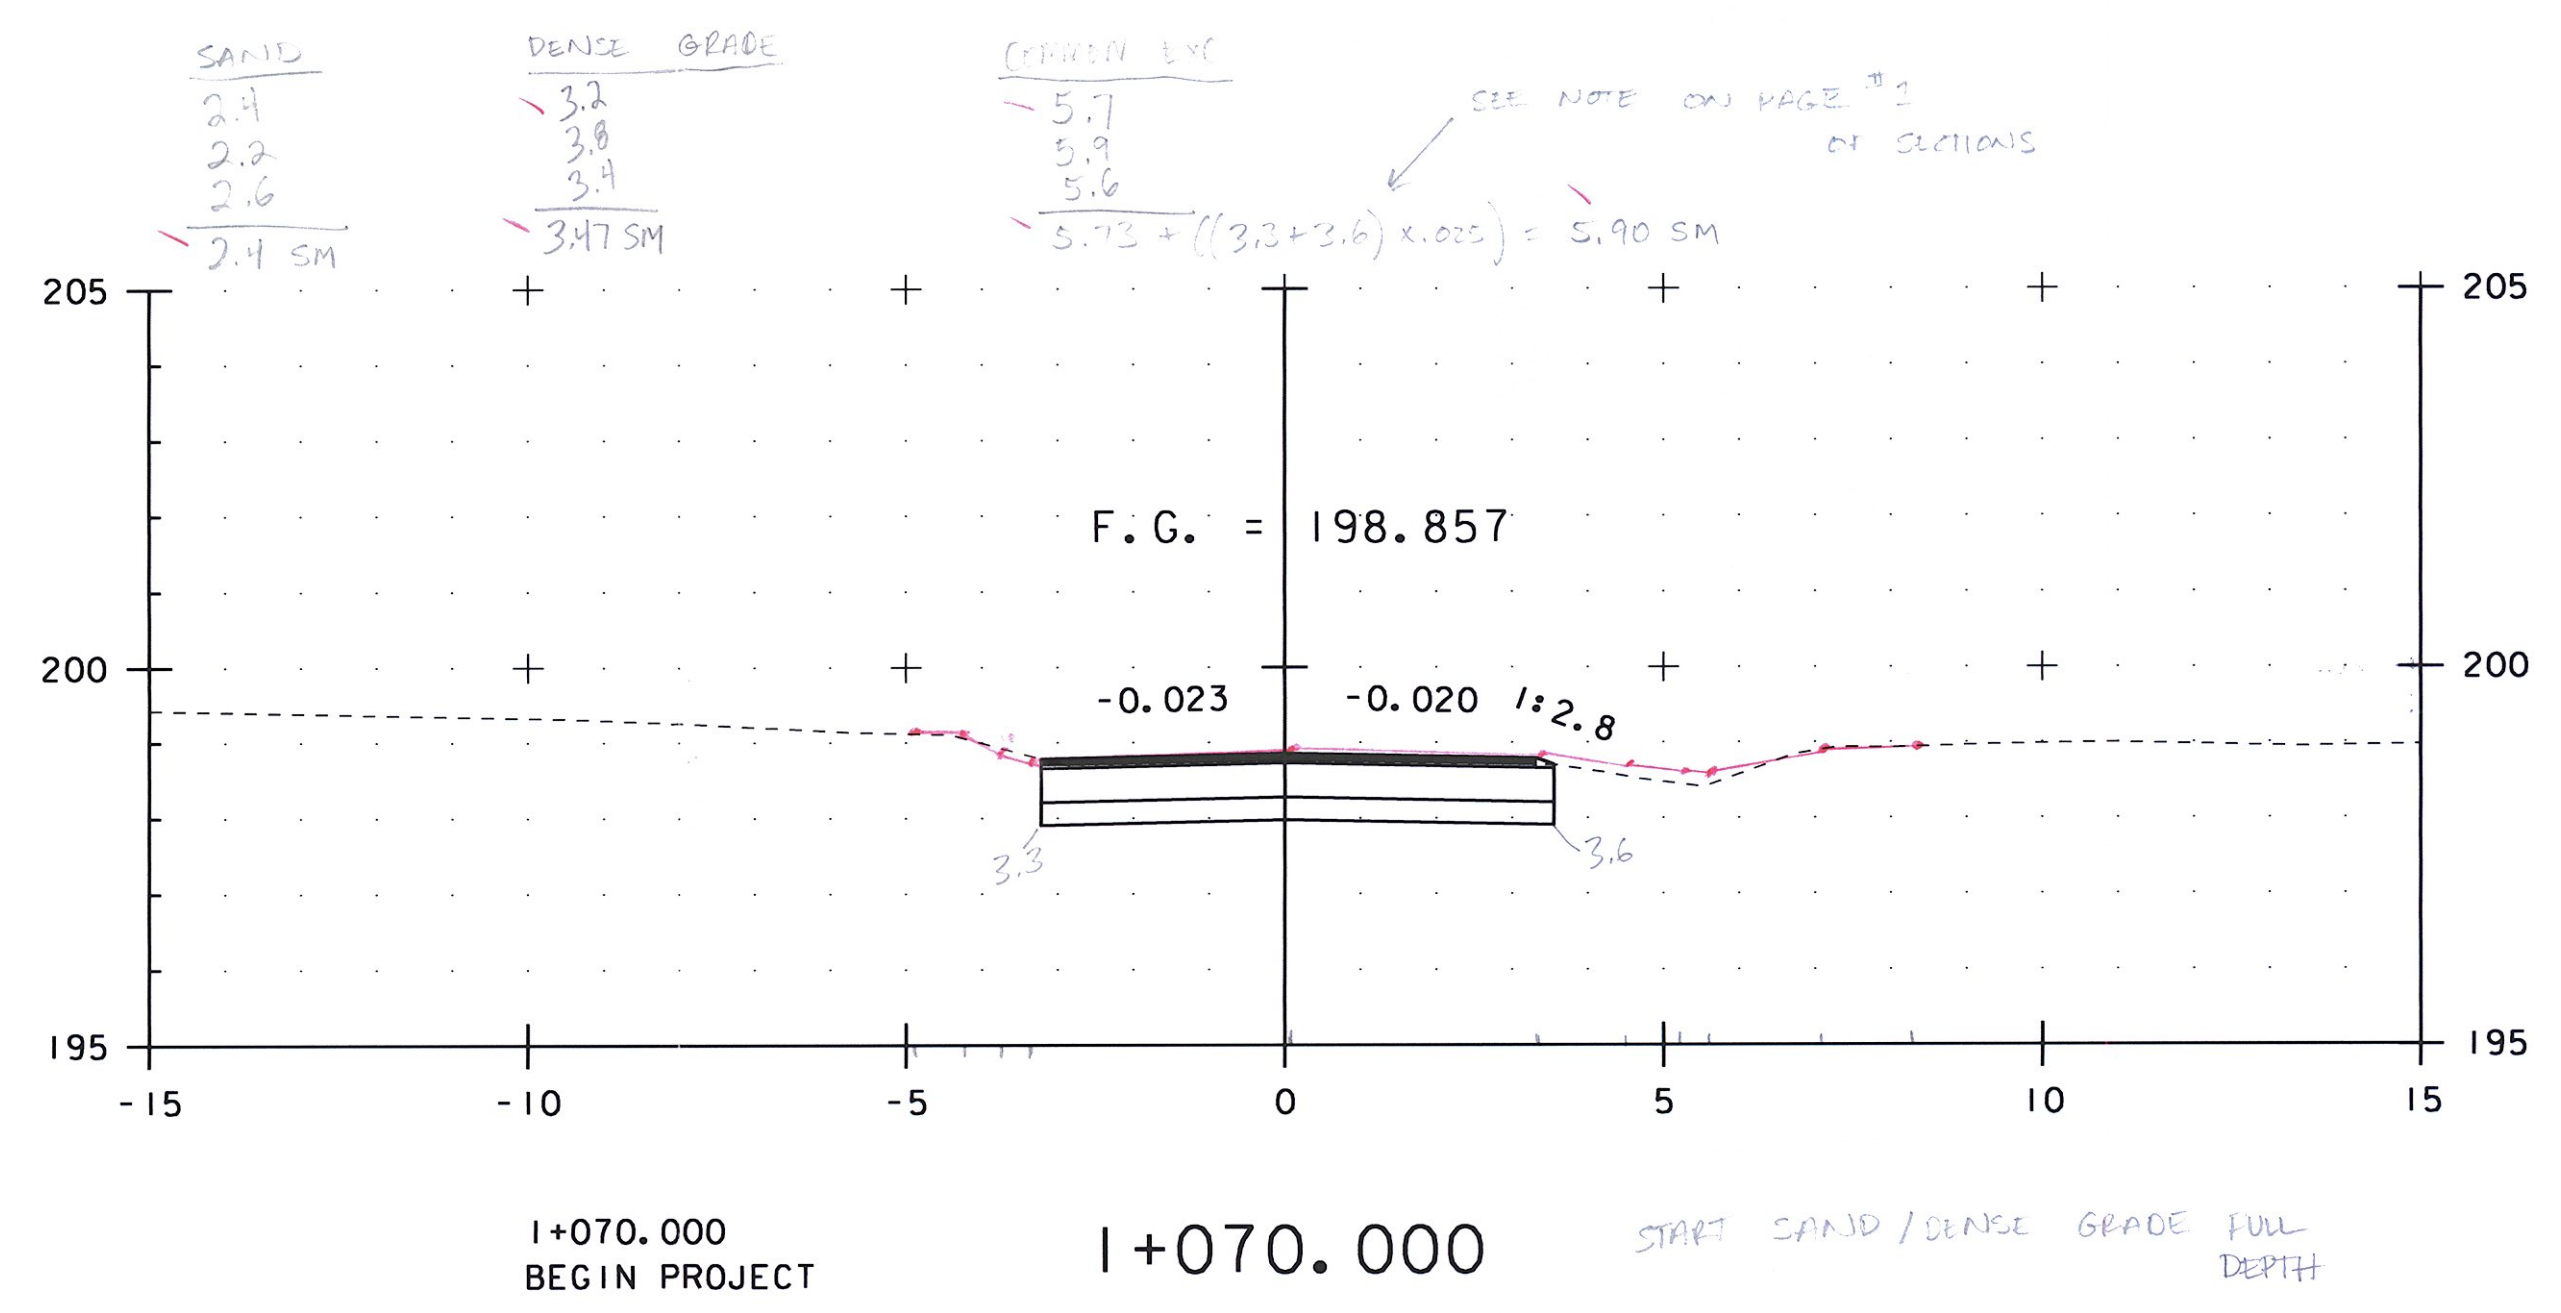 SAND
2.4
2.2
2.6
2.4 SM
DENSE GRADE
3.2
3.8
3.4
3.47 SM
COMMON EXC
5.7
5.9
5.6
5.73 + ((3.3+3.6) x.025) = 5.90 SM
SEE NOTE ON PAGE #1
OF SECTIONS
205
205
F.G. = 198.857
200
200
-0.023
-0.020
1:2.8
3.3
3.6
195
195
-15
-10
-5
0
5
10
15
1+070.000
BEGIN PROJECT
1+070.000
START SAND/DENSE GRADE FULL
DEPTH